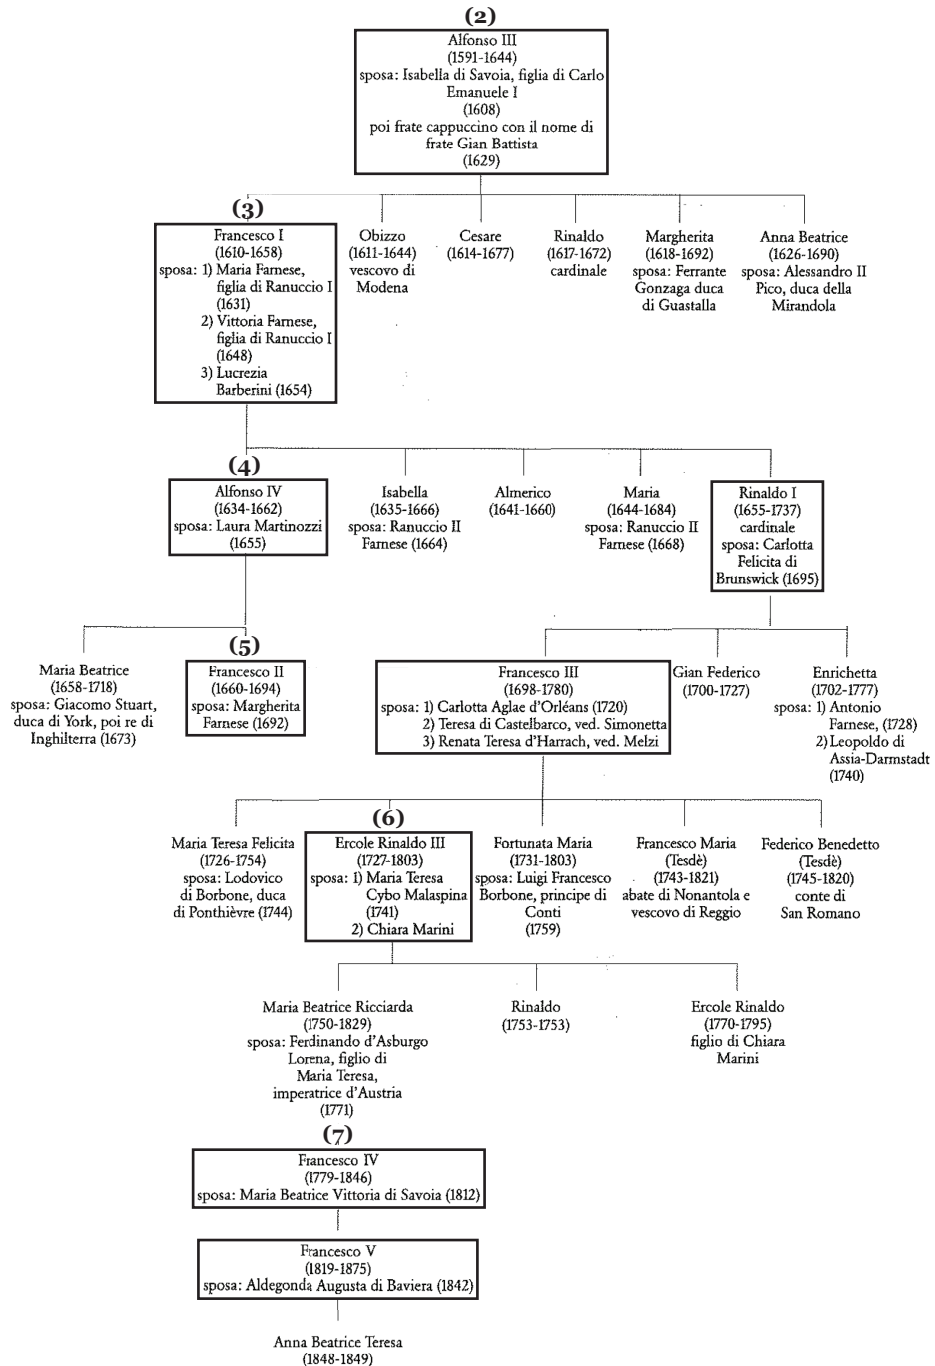 (2)
Alfonso III
(1591-1644)
sposa: Isabella di Savoia, figlia di Carlo
Emanuele I
(1608)
poi frate cappuccino con il nome di
frate Gian Battista
(1629)
(3)
Francesco I
(1610-1658)
sposa: 1) Maria Farnese,
figlia di Ranuccio I
(1631)
2) Vittoria Farnese,
figlia di Ranuccio I
(1648)
3) Lucrezia
Barberini (1654)
Obizzo
(1611-1644)
vescovo di
Modena
Cesare
(1614-1677)
Rinaldo
(1617-1672)
cardinale
Margherita
(1618-1692)
sposa: Ferrante
Gonzaga duca
di Guastalla
Anna Beatrice
(1626-1690)
sposa: Alessandro II
Pico, duca della
Mirandola
(4)
Alfonso IV
(1634-1662)
sposa: Laura Martinozzi
(1655)
Isabella
(1635-1666)
sposa: Ranuccio II
Farnese (1664)
Almerico
(1641-1660)
Maria
(1644-1684)
sposa: Ranuccio II
Farnese (1668)
Rinaldo I
(1655-1737)
cardinale
sposa: Carlotta
Felicita di
Brunswick (1695)
Maria Beatrice
(1658-1718)
sposa: Giacomo Stuart,
duca di York, poi re di
Inghilterra (1673)
(5)
Francesco II
(1660-1694)
sposa: Margherita
Farnese (1692)
Francesco III
(1698-1780)
sposa: 1) Carlotta Aglae d'Orléans (1720)
2) Teresa di Castelbarco, ved. Simonetta
3) Renata Teresa d'Harrach, ved. Melzi
Gian Federico
(1700-1727)
Enrichetta
(1702-1777)
sposa: 1) Antonio
Farnese, (1728)
2) Leopoldo di
Assia-Darmstadt
(1740)
Maria Teresa Felicita
(1726-1754)
sposa: Lodovico
di Borbone, duca
di Ponthièvre (1744)
(6)
Ercole Rinaldo III
(1727-1803)
sposa: 1) Maria Teresa
Cybo Malaspina
(1741)
2) Chiara Marini
Fortunata Maria
(1731-1803)
sposa: Luigi Francesco
Borbone, principe di
Conti
(1759)
Francesco Maria
(Tesdè)
(1743-1821)
abate di Nonantola e
vescovo di Reggio
Federico Benedetto
(Tesdè)
(1745-1820)
conte di
San Romano
Maria Beatrice Ricciarda
(1750-1829)
sposa: Ferdinando d'Asburgo
Lorena, figlio di
Maria Teresa,
imperatrice d'Austria
(1771)
Rinaldo
(1753-1753)
Ercole Rinaldo
(1770-1795)
figlio di Chiara
Marini
(7)
Francesco IV
(1779-1846)
sposa: Maria Beatrice Vittoria di Savoia (1812)
Francesco V
(1819-1875)
sposa: Aldegonda Augusta di Baviera (1842)
Anna Beatrice Teresa
(1848-1849)